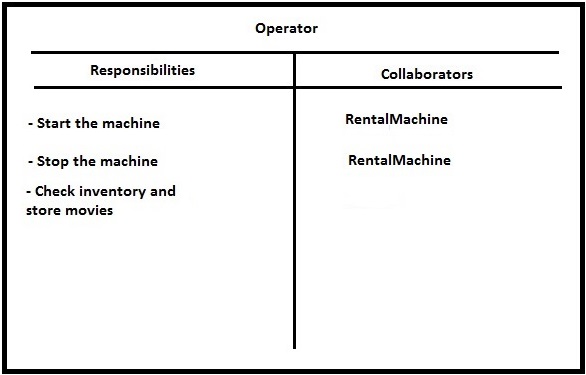 Operator
Responsibilities
Collaborators
- Start the machine
RentalMachine
- Stop the machine
RentalMachine
- Check inventory and
store movies